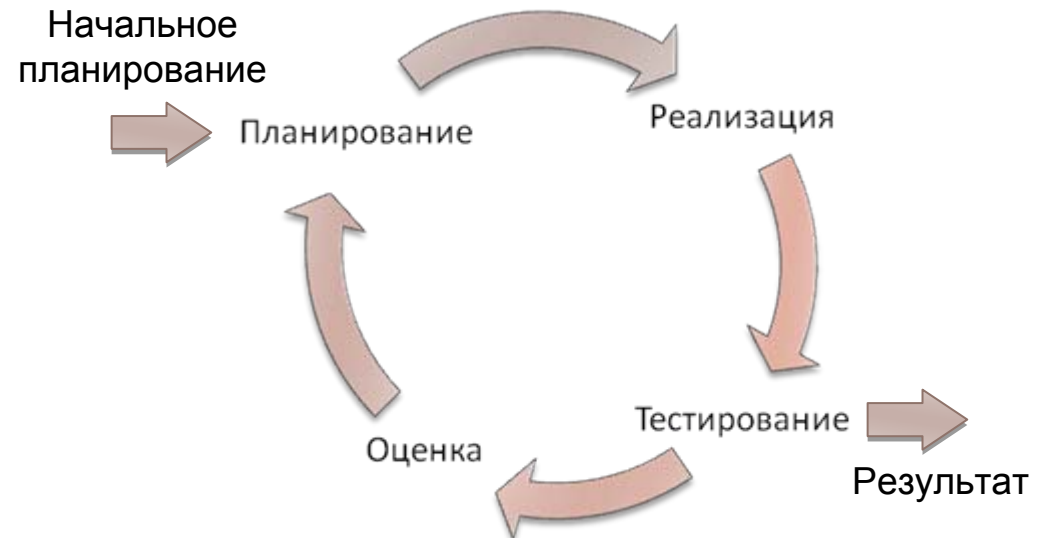 Начальное
планирование
Планирование
Реализация
Тестирование
Результат
Оценка